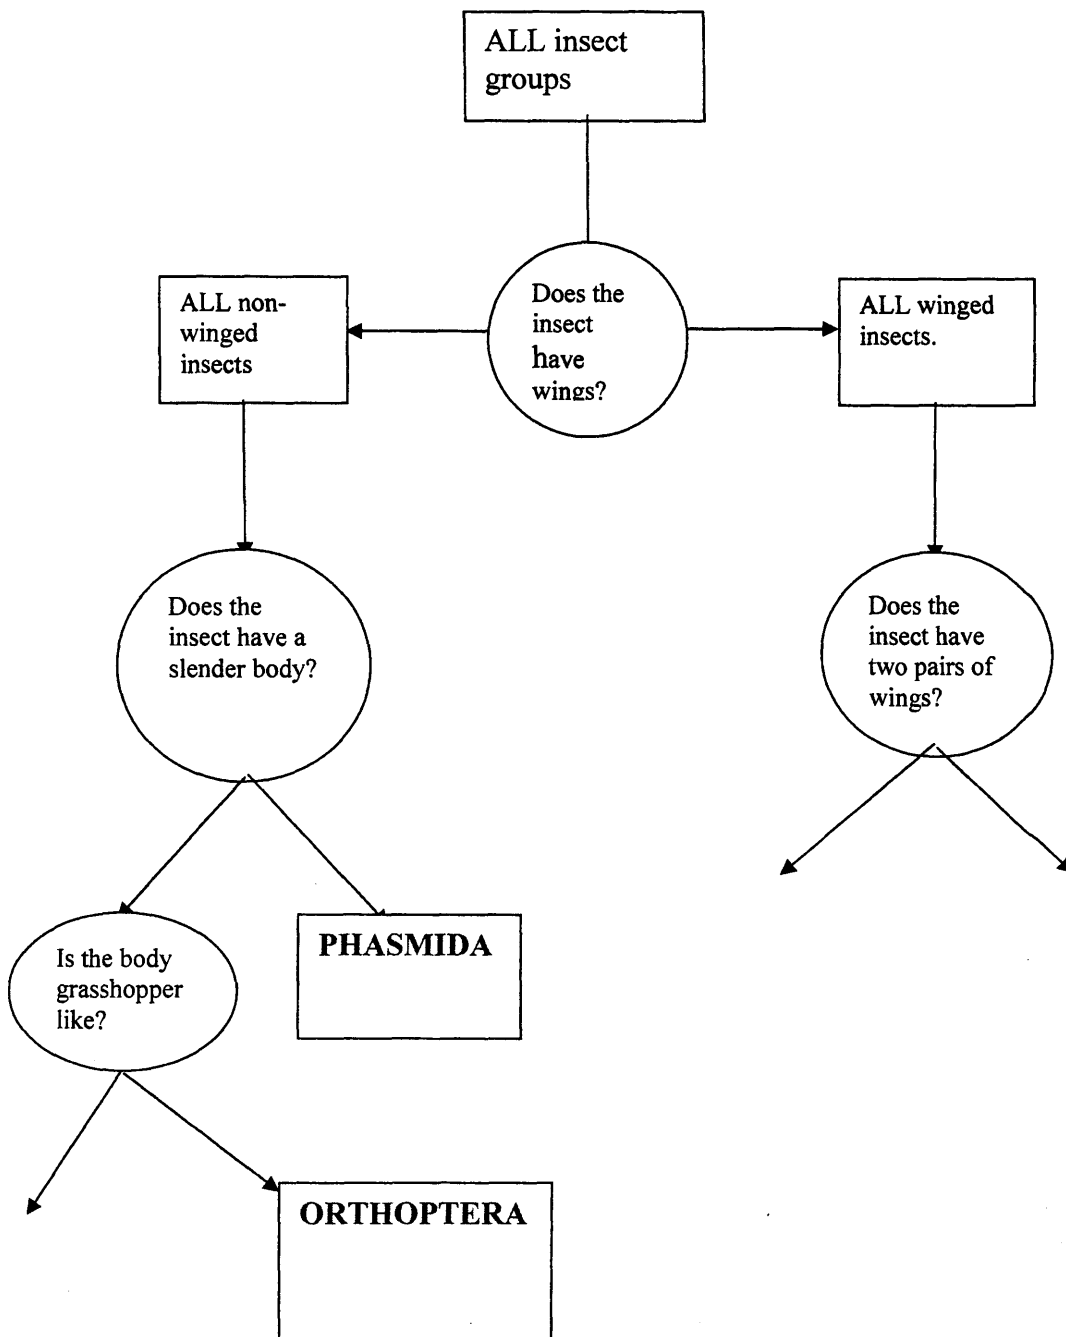 ALL insect
groups
ALL non-
winged
insects
Does the
insect
have
wings?
ALL winged
insects.
Does the
insect have a
slender body?
Does the
insect have
two pairs of
wings?
Is the body
grasshopper
like?
PHASMIDA
ORTHOPTERA